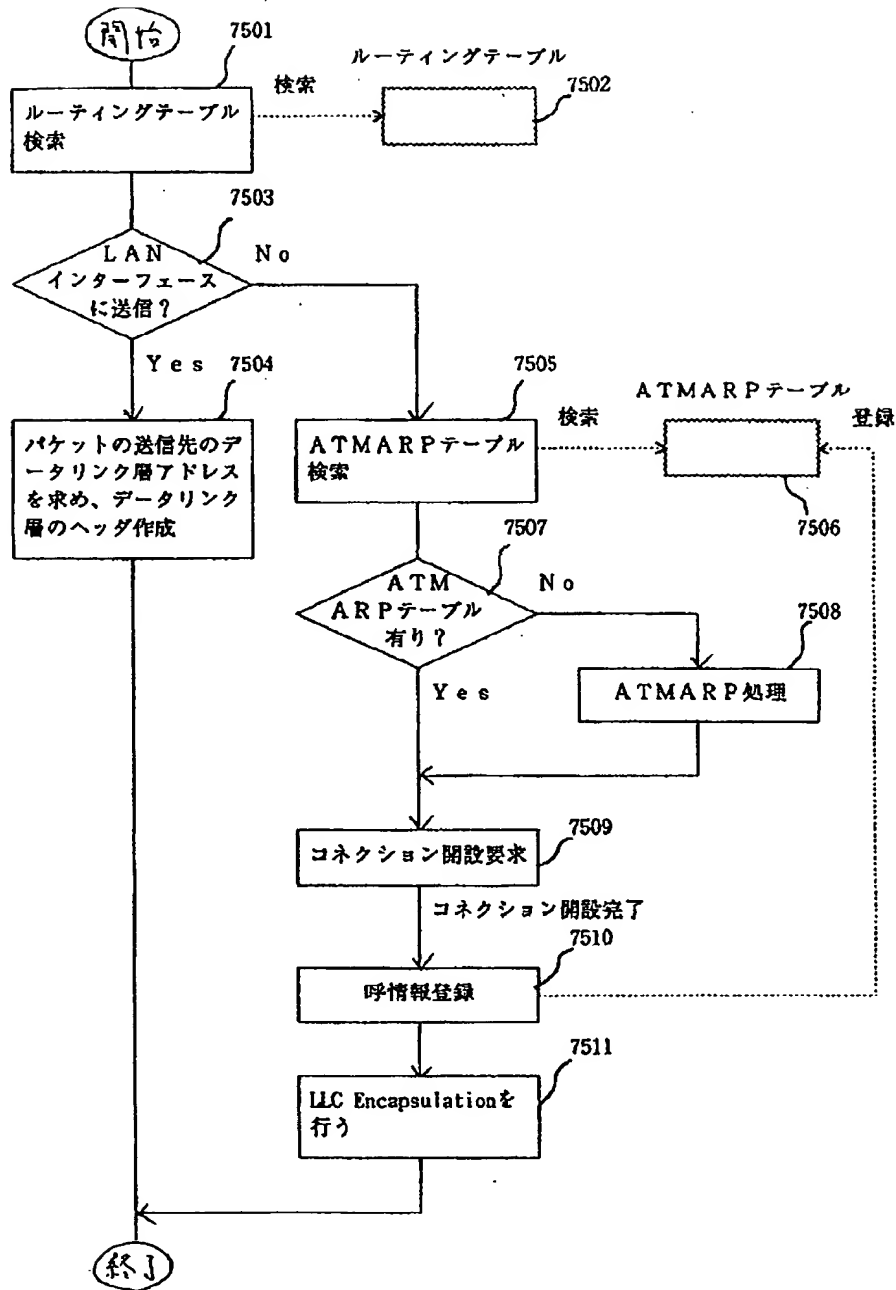 開始
7501
ルーティングテーブル
検索
検索
ルーティングテーブル
7502
7503
LAN
インターフェース
に送信?
No
Yes
7504
パケットの送信先のデ
ータリンク層アドレス
を求め、データリンク
層のヘッダ作成
7505
ATMARPテーブル
検索
検索
ATMARPテーブル
登録
7506
7507
ATM
ARPテーブル
有り?
No
Yes
7508
ATMARP処理
7509
コネクション開設要求
コネクション開設完了
7510
呼情報登録
7511
LLC Encapsulationを
行う
終了